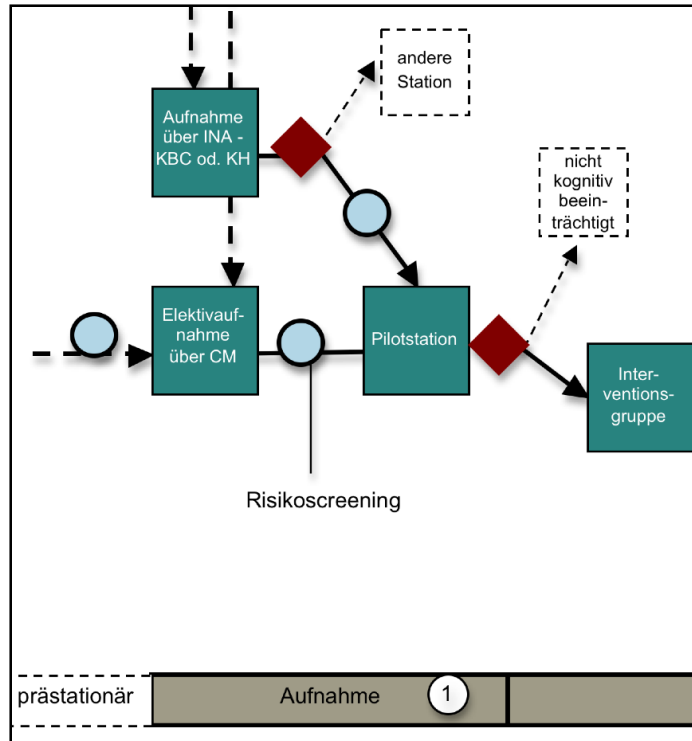 andere
Station
Aufnahme
über INA -
KBC od. KH
nicht
kognitiv
beein-
trächtigt
Elektivauf-
nahme
über CM
Pilotstation
Inter-
ventions-
gruppe
Risikoscreening
prästationär
Aufnahme
1